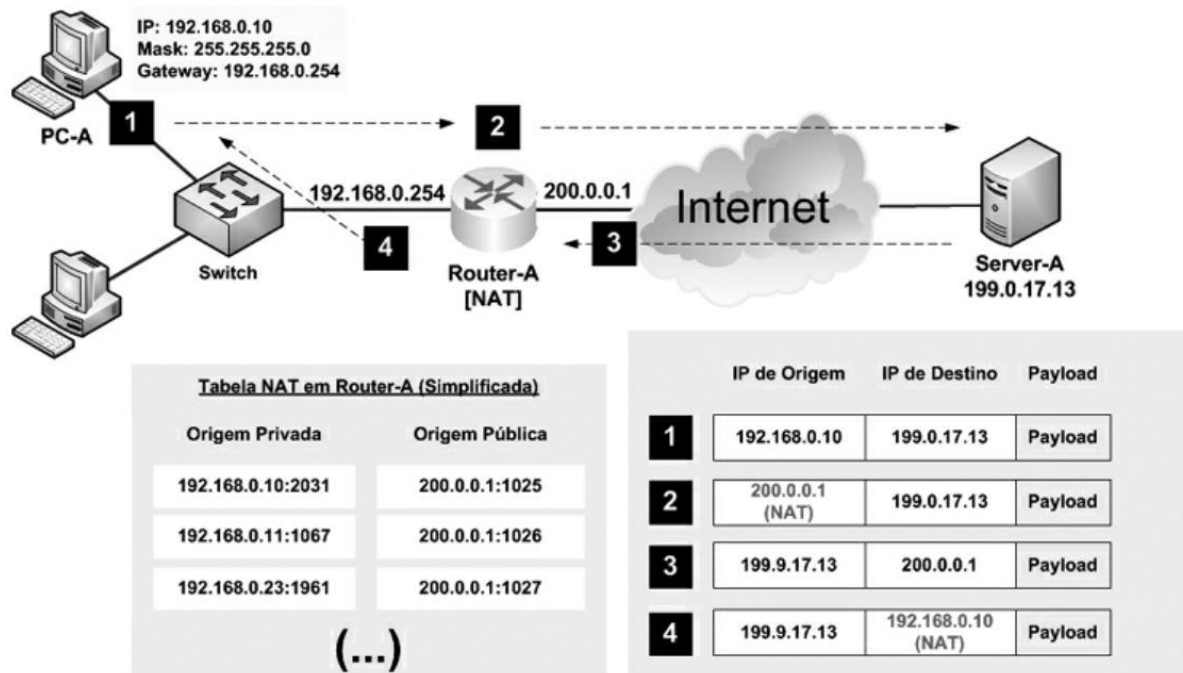 IP: 192.168.0.10
Mask: 255.255.255.0
Gateway: 192.168.0.254
PC-A
1
2
192.168.0.254
200.0.0.1
Internet
4
3
Switch
Router-A
[NAT]
Server-A
199.0.17.13
Tabela NAT em Router-A (Simplificada)
Origem Privada Origem Pública
192.168.0.10:2031 200.0.0.1:1025
192.168.0.11:1067 200.0.0.1:1026
192.168.0.23:1961 200.0.0.1:1027
(...)
IP de Origem IP de Destino Payload
1 192.168.0.10 199.0.17.13 Payload
2 200.0.0.1 (NAT) 199.0.17.13 Payload
3 199.9.17.13 200.0.0.1 Payload
4 199.9.17.13 192.168.0.10 (NAT) Payload